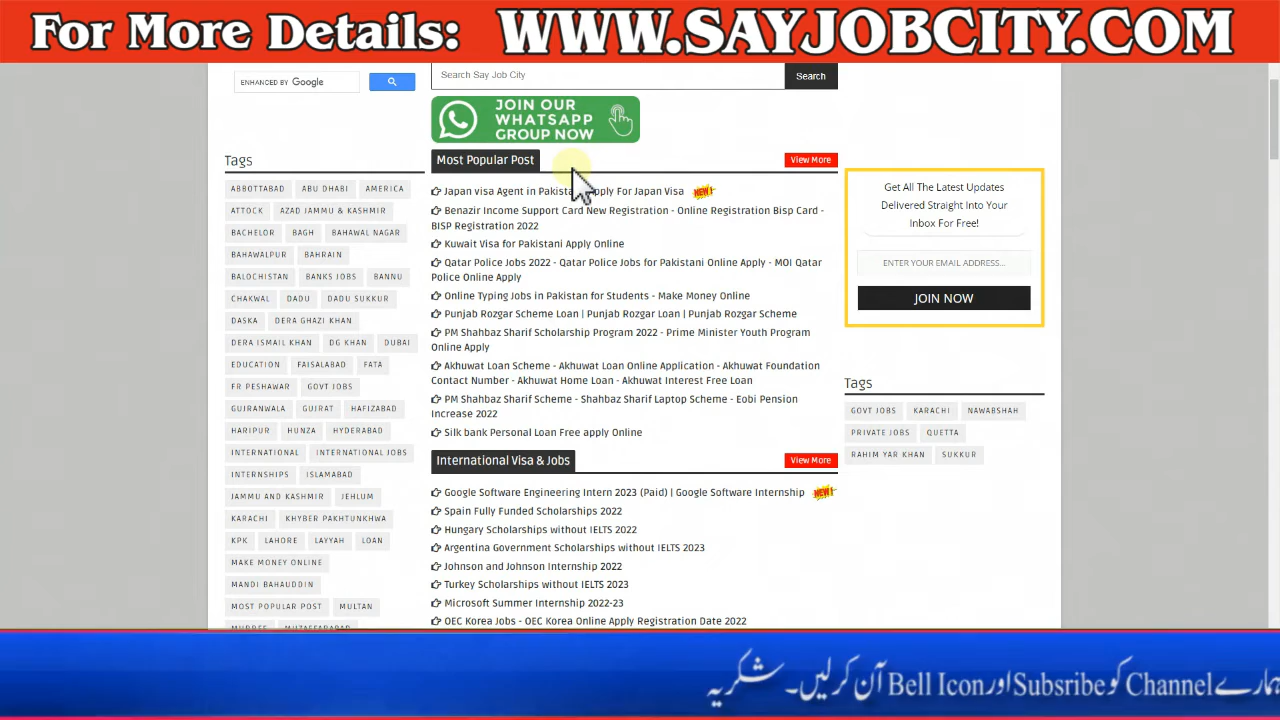 For More Details: WWW.SAYJOBCITY.COM
ENHANCED BY Google
Search Say Job City
Search
JOIN OUR
WHATSAPP
GROUP NOW
Tags
ABBOTTABAD ABU DHABI AMERICA
ATTOCK AZAD JAMMU & KASHMIR
BACHELOR BAGH BAHAWAL NAGAR
BAHAWALPUR BAHRAIN
BALOCHISTAN BANKS JOBS BANNU
CHAKWAL DADU DADU SUKKUR
DASKA DERA GHAZI KHAN
DERA ISMAIL KHAN DG KHAN DUBAI
EDUCATION FAISALABAD FATA
FR PESHAWAR GOVT JOBS
GUJRANWALA GUJRAT HAFIZABAD
HARIPUR HUNZA HYDERABAD
INTERNATIONAL INTERNATIONAL JOBS
INTERNSHIPS ISLAMABAD
JAMMU AND KASHMIR JEHLUM
KARACHI KHYBER PAKHTUNKHWA
KPK LAHORE LAYYAH LOAN
MAKE MONEY ONLINE
MANDI BAHAUDDIN
MOST POPULAR POST MULTAN
MURREE MUZAFFARABAD
Most Popular Post View More
Japan visa Agent in Pakistan Apply For Japan Visa NEW!
Benazir Income Support Card New Registration - Online Registration Bisp Card -
BISP Registration 2022
Kuwait Visa for Pakistani Apply Online
Qatar Police Jobs 2022 - Qatar Police Jobs for Pakistani Online Apply - MOI Qatar
Police Online Apply
Online Typing Jobs in Pakistan for Students - Make Money Online
Punjab Rozgar Scheme Loan | Punjab Rozgar Loan | Punjab Rozgar Scheme
PM Shahbaz Sharif Scholarship Program 2022 - Prime Minister Youth Program
Online Apply
Akhuwat Loan Scheme - Akhuwat Loan Online Application - Akhuwat Foundation
Contact Number - Akhuwat Home Loan - Akhuwat Interest Free Loan
PM Shahbaz Sharif Scheme - Shahbaz Sharif Laptop Scheme - Eobi Pension
Increase 2022
Silk bank Personal Loan Free apply Online
International Visa & Jobs View More
Google Software Engineering Intern 2023 (Paid) | Google Software Internship NEW!
Spain Fully Funded Scholarships 2022
Hungary Scholarships without IELTS 2022
Argentina Government Scholarships without IELTS 2023
Johnson and Johnson Internship 2022
Turkey Scholarships without IELTS 2023
Microsoft Summer Internship 2022-23
OEC Korea Jobs - OEC Korea Online Apply Registration Date 2022
Get All The Latest Updates
Delivered Straight Into Your
Inbox For Free!
ENTER YOUR EMAIL ADDRESS...
JOIN NOW
Tags
GOVT JOBS KARACHI NAWABSHAH
PRIVATE JOBS QUETTA
RAHIM YAR KHAN SUKKUR
ہمارے Channel کو Subsribe اور Bell Icon آن کرلیں۔ شکریہ